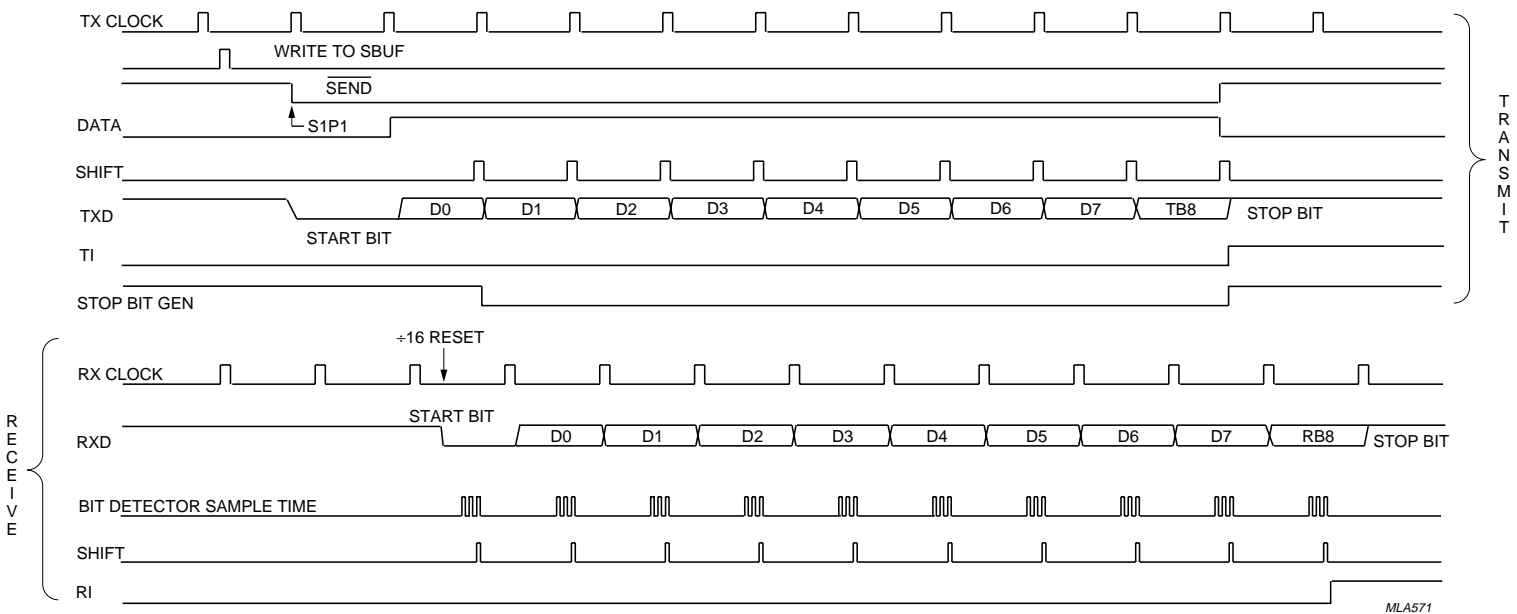 TX CLOCK
WRITE TO SBUF
SEND
S1P1
DATA
SHIFT
TXD
START BIT
D0 D1 D2 D3 D4 D5 D6 D7 TB8
STOP BIT
TI
STOP BIT GEN
TRANSMIT
÷16 RESET
RX CLOCK
START BIT
RXD
D0 D1 D2 D3 D4 D5 D6 D7 RB8
STOP BIT
BIT DETECTOR SAMPLE TIME
SHIFT
RI
RECEIVE
MLA571